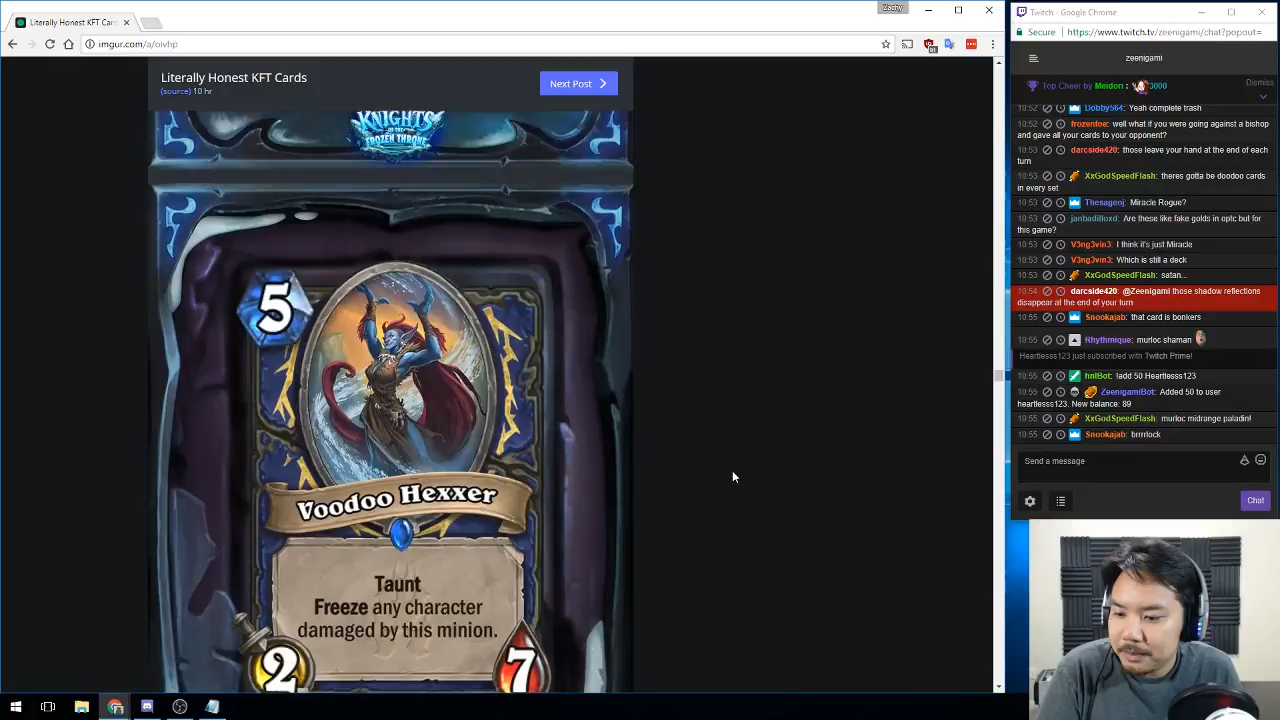 Zachy
Literally Honest KFT Card
imgur.com/a/oivhp
91
Literally Honest KFT Cards
(source) 10 hr
Next Post
KNIGHTS
OF THE
FROZEN THRONE
5
Voodoo Hexxer
Taunt
Freeze any character
damaged by this minion.
2
7
Twitch - Google Chrome
Secure
https://www.twitch.tv/zeenigami/chat?popout=
zeenigami
Top Cheer by Meidon : 3000
Dismiss
10:52 Dobby564: Yeah complete trash
10:52 frozenfoe: well what if you were going against a bishop
and gave all your cards to your opponent?
10:53 darcside420: those leave your hand at the end of each
turn
10:53 XxGodSpeedFlash: theres gotta be doodoo cards
in every set
10:53 Thesageoj: Miracle Rogue?
10:53 janbadilloxd: Are these like fake golds in optc but for
this game?
10:53 V3ng3vin3: I think it's just Miracle
10:53 V3ng3vin3: Which is still a deck
10:53 XxGodSpeedFlash: satan...
10:54 darcside420: @Zeenigami those shadow reflections
disappear at the end of your turn
10:55 Snookajab: that card is bonkers
10:55 Rhythmique: murloc shaman
Heartlesss123 just subscribed with Twitch Prime!
10:55 hnlBot: !add 50 Heartlesss123
10:55 ZeenigamiBot: Added 50 to user
heartlesss123. New balance: 89
10:55 XxGodSpeedFlash: murloc midrange paladin!
10:55 Snookajab: brrrrlock
Send a message
Chat